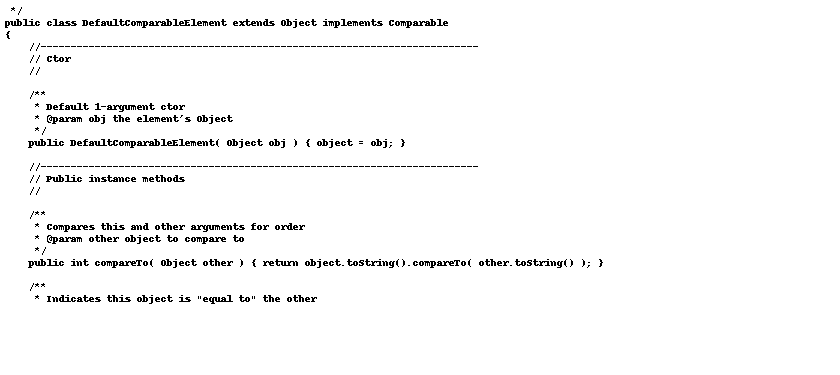 */
public class DefaultComparableElement extends Object implements Comparable
{
    //-------------------------------------------------------------------------
    // Ctor
    //

    /**
     * Default 1-argument ctor
     * @param obj the element's Object
     */
    public DefaultComparableElement( Object obj ) { object = obj; }

    //-------------------------------------------------------------------------
    // Public instance methods
    //

    /**
     * Compares this and other arguments for order
     * @param other object to compare to
     */
    public int compareTo( Object other ) { return object.toString().compareTo( other.toString() ); }

    /**
     * Indicates this object is "equal to" the other